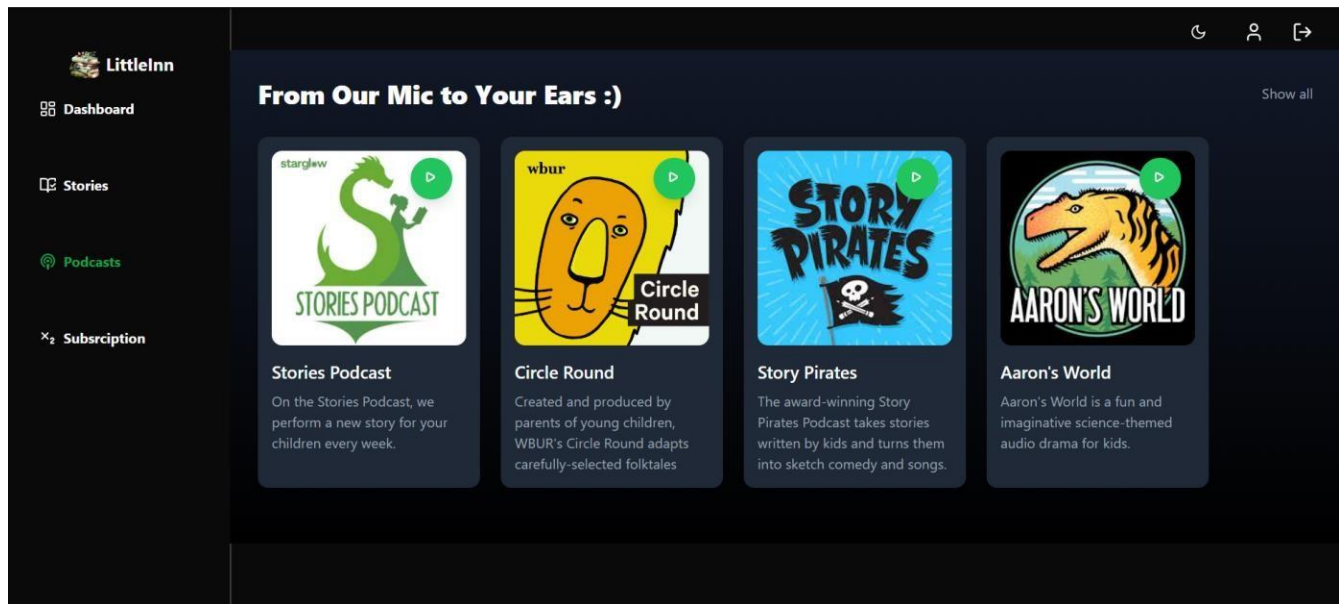 LittleInn
Dashboard
Stories
Podcasts
X₂ Subsrciption
From Our Mic to Your Ears :)
Show all
starglow
STORIES PODCAST
Stories Podcast
On the Stories Podcast, we
perform a new story for your
children every week.
wbur
Circle
Round
Circle Round
Created and produced by
parents of young children,
WBUR's Circle Round adapts
carefully-selected folktales
STORY
PIRATES
Story Pirates
The award-winning Story
Pirates Podcast takes stories
written by kids and turns them
into sketch comedy and songs.
AARON'S WORLD
Aaron's World
Aaron's World is a fun and
imaginative science-themed
audio drama for kids.